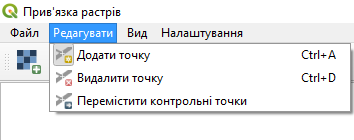 Прив'язка растрів
Файл Редагувати Вид Налаштування
Додати точку Ctrl+A
Видалити точку Ctrl+D
Перемістити контрольні точки